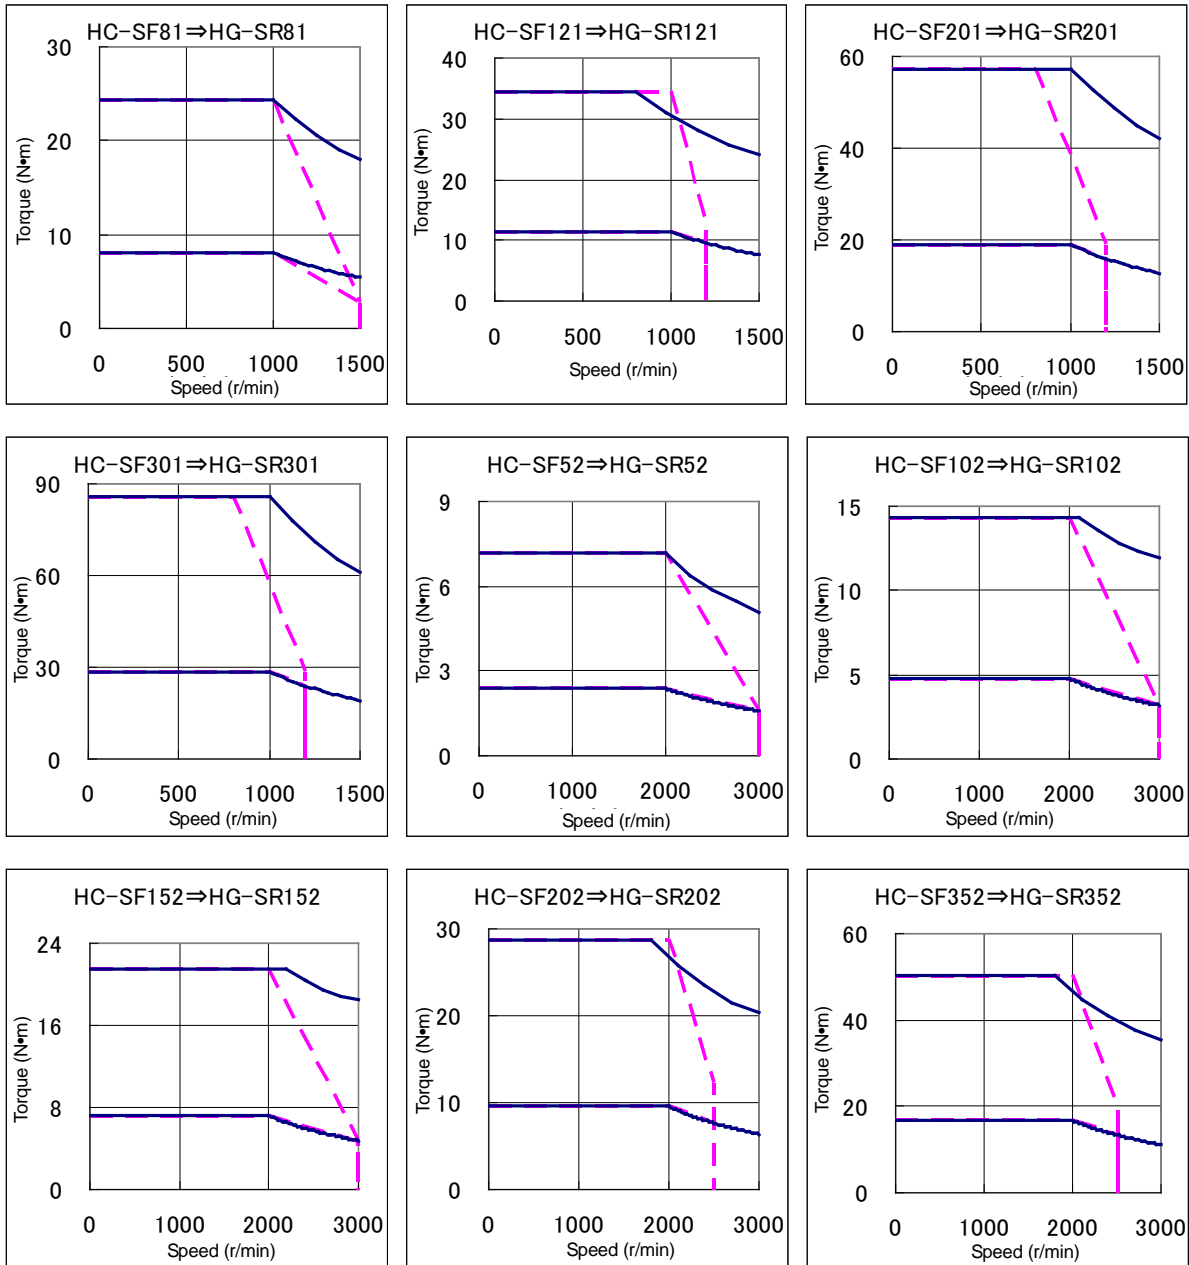 HC-SF81⇒HG-SR81
30
20
10
0
Torque (N•m)
0 500 1000 1500
Speed (r/min)
HC-SF121⇒HG-SR121
40
30
20
10
0
Torque (N•m)
0 500 1000 1500
Speed (r/min)
HC-SF201⇒HG-SR201
60
40
20
0
Torque (N•m)
0 500 1000 1500
Speed (r/min)
HC-SF301⇒HG-SR301
90
60
30
0
Torque (N•m)
0 500 1000 1500
Speed (r/min)
HC-SF52⇒HG-SR52
9
6
3
0
Torque (N•m)
0 1000 2000 3000
Speed (r/min)
HC-SF102⇒HG-SR102
15
10
5
0
Torque (N•m)
0 1000 2000 3000
Speed (r/min)
HC-SF152⇒HG-SR152
24
16
8
0
Torque (N•m)
0 1000 2000 3000
Speed (r/min)
HC-SF202⇒HG-SR202
30
20
10
0
Torque (N•m)
0 1000 2000 3000
Speed (r/min)
HC-SF352⇒HG-SR352
60
40
20
0
Torque (N•m)
0 1000 2000 3000
Speed (r/min)